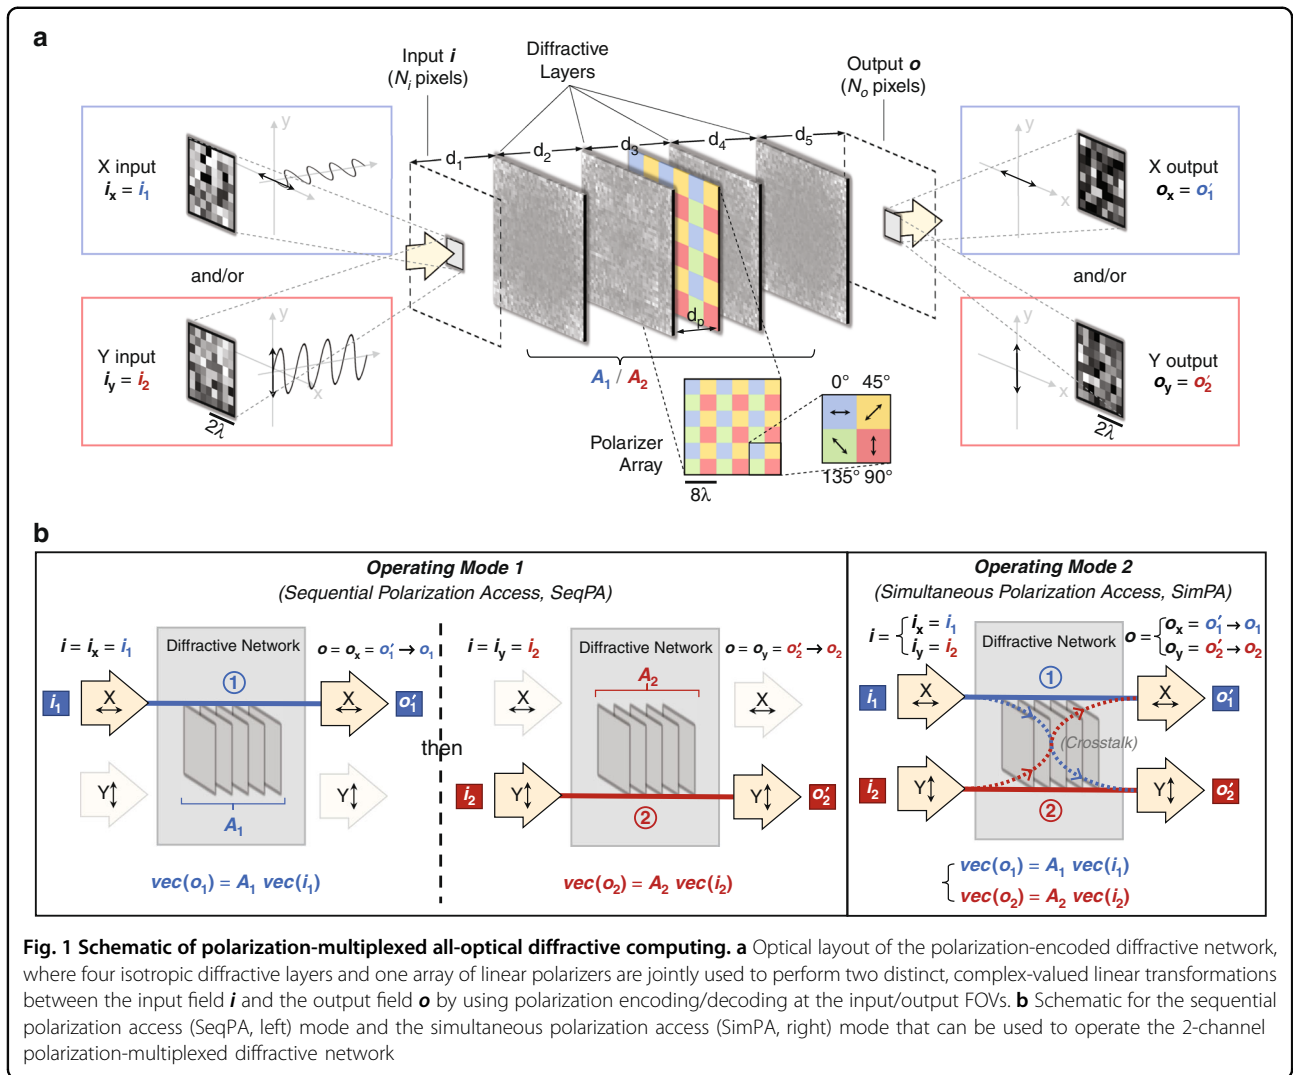 a
Input i
(Ni pixels)
Diffractive
Layers
Output o
(No pixels)
d1
d2
d3
d4
d5
X input
ix = i1
y
x
and/or
Y input
iy = i2
y
x
2λ
X output
ox = o′1
y
x
and/or
Y output
oy = o′2
y
x
2λ
dp
A1 / A2
Polarizer
Array
8λ
0° 45°
135° 90°
b
Operating Mode 1
(Sequential Polarization Access, SeqPA)
i = ix = i1
Diffractive Network
o = ox = o′1 → o1
1
i1
X
X
o′1
Y
Y
A1
vec(o1) = A1 vec(i1)
then
i = iy = i2
Diffractive Network
o = oy = o′2 → o2
A2
X
X
i2
Y
Y
o′2
2
vec(o2) = A2 vec(i2)
Operating Mode 2
(Simultaneous Polarization Access, SimPA)
i = { ix = i1
iy = i2
Diffractive Network
o = { ox = o′1 → o1
oy = o′2 → o2
1
i1
X
X
o′1
(Crosstalk)
i2
Y
Y
o′2
2
{ vec(o1) = A1 vec(i1)
vec(o2) = A2 vec(i2)
Fig. 1 Schematic of polarization-multiplexed all-optical diffractive computing. a Optical layout of the polarization-encoded diffractive network,
where four isotropic diffractive layers and one array of linear polarizers are jointly used to perform two distinct, complex-valued linear transformations
between the input field i and the output field o by using polarization encoding/decoding at the input/output FOVs. b Schematic for the sequential
polarization access (SeqPA, left) mode and the simultaneous polarization access (SimPA, right) mode that can be used to operate the 2-channel
polarization-multiplexed diffractive network